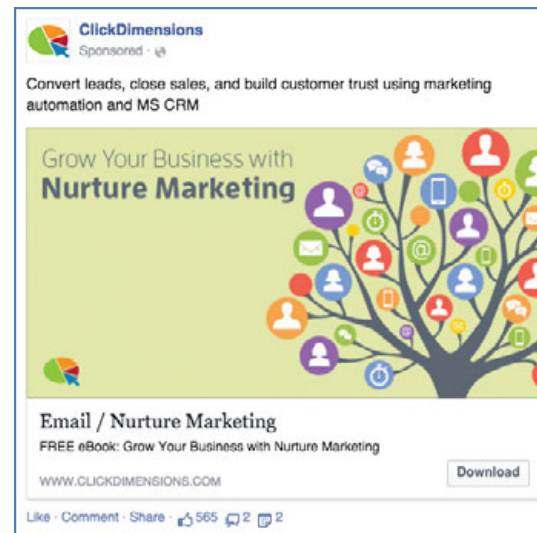 ClickDimensions
Sponsored ·
Convert leads, close sales, and build customer trust using marketing
automation and MS CRM
Grow Your Business with
Nurture Marketing
Email / Nurture Marketing
FREE eBook: Grow Your Business with Nurture Marketing
WWW.CLICKDIMENSIONS.COM
Download
Like · Comment · Share · 565 2 2